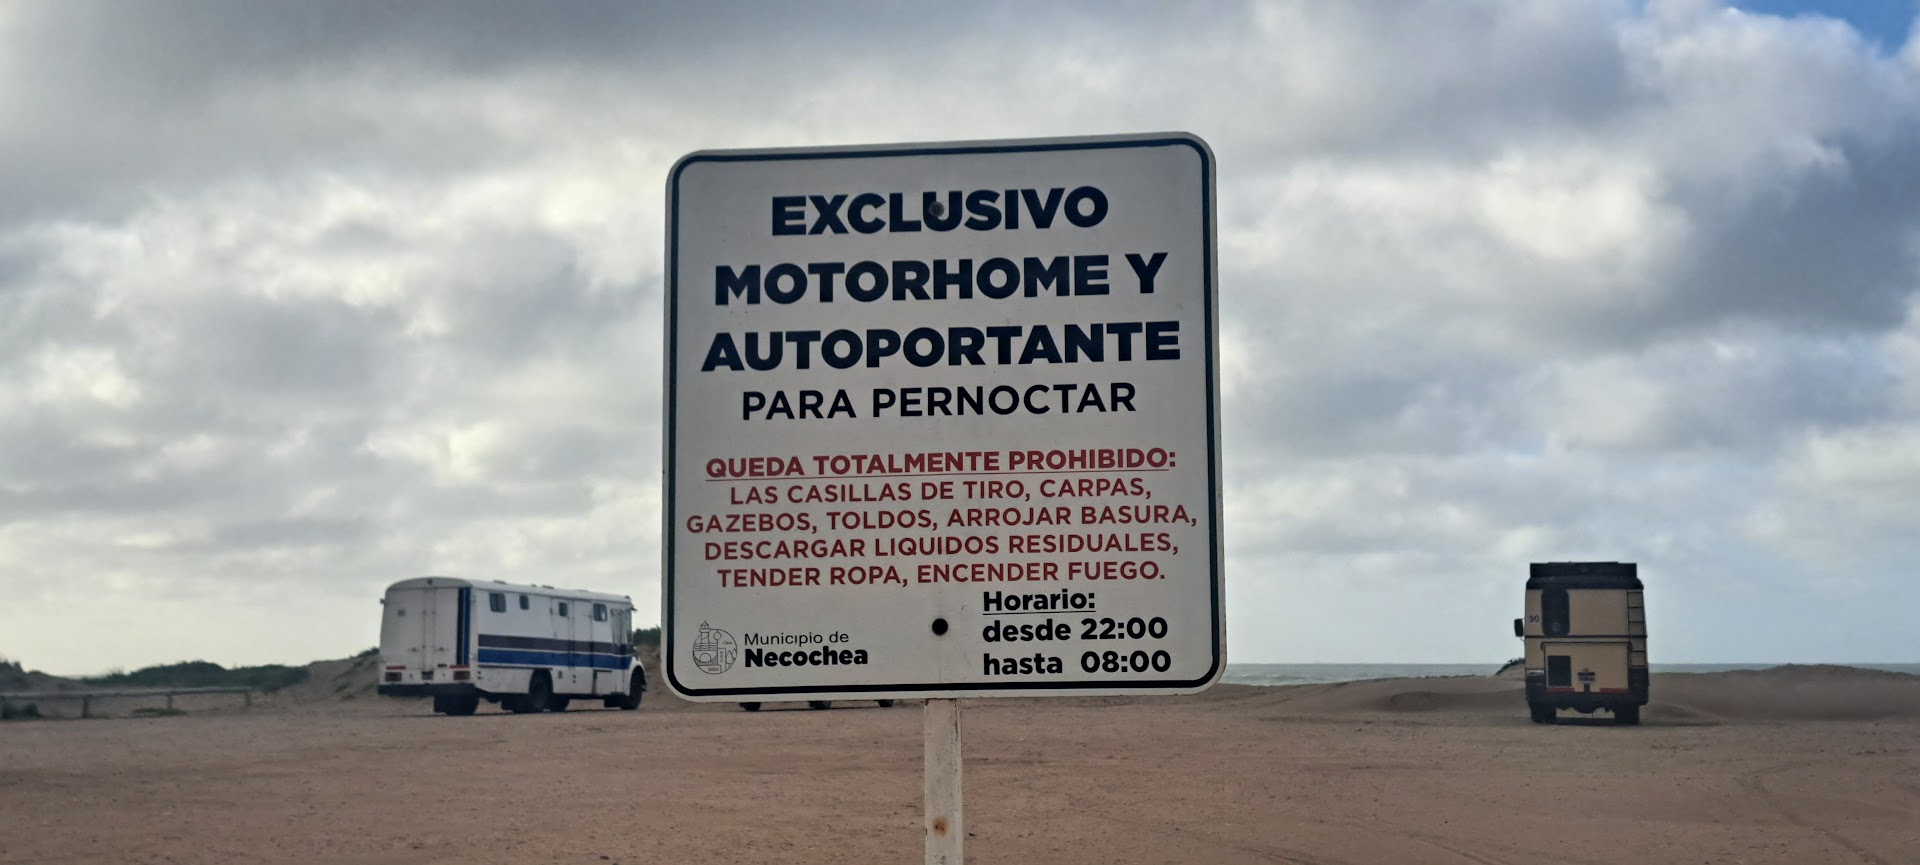 EXCLUSIVO
MOTORHOME Y
AUTOPORTANTE
PARA PERNOCTAR
QUEDA TOTALMENTE PROHIBIDO:
LAS CASILLAS DE TIRO, CARPAS,
GAZEBOS, TOLDOS, ARROJAR BASURA,
DESCARGAR LIQUIDOS RESIDUALES,
TENDER ROPA, ENCENDER FUEGO.
Horario:
desde 22:00
hasta 08:00
Municipio de
Necochea
90